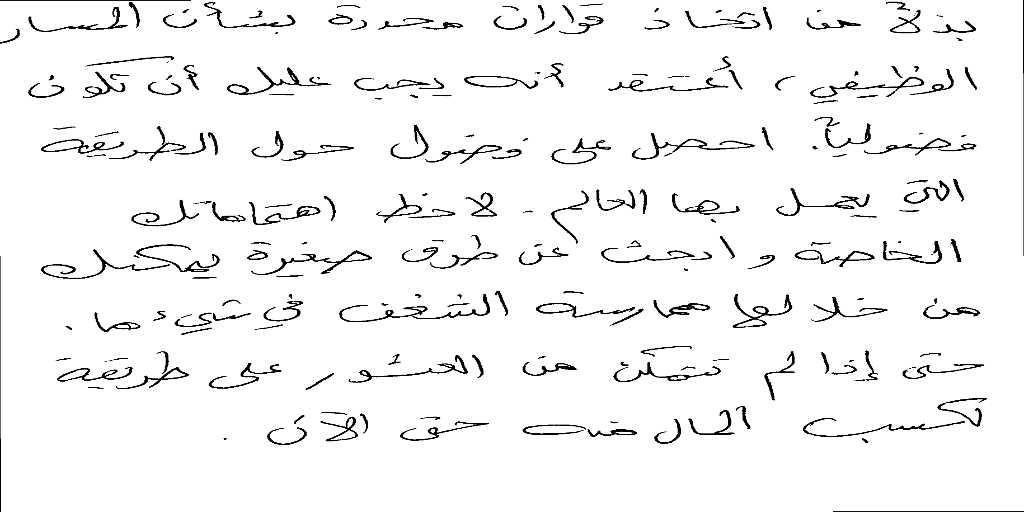 بدلاً من اتخاذ قرارات محددة بشأن المسار
الوظيفي، أعتقد أنه يجب عليك أن تكون
فضولياً. احصل على فضول حول الطريقة
التي يعمل بها العالم. لاحظ اهتماماتك
الخاصة وابحث عن طرق صغيرة يمكنك
من خلالها ممارسة الشغف في شيء ما.
حتى إذا لم تتمكن من العثور على طريقة
لكسب المال منه حتى الآن.